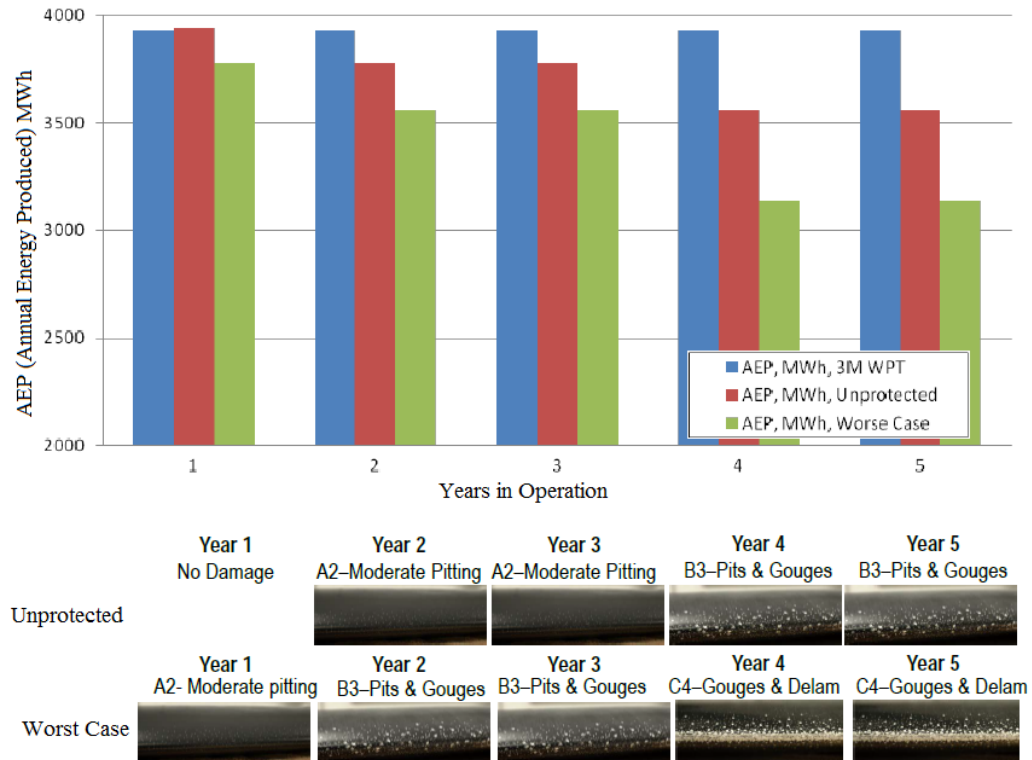 4000
3500
3000
2500
2000
AEP (Annual Energy Produced) MWh
AEP, MWh, 3M WPT
AEP, MWh, Unprotected
AEP, MWh, Worse Case
1 2 3 4 5
Years in Operation
Year 1 Year 2 Year 3 Year 4 Year 5
No Damage A2–Moderate Pitting A2–Moderate Pitting B3–Pits & Gouges B3–Pits & Gouges
Unprotected
Year 1 Year 2 Year 3 Year 4 Year 5
A2- Moderate pitting B3–Pits & Gouges B3–Pits & Gouges C4–Gouges & Delam C4–Gouges & Delam
Worst Case